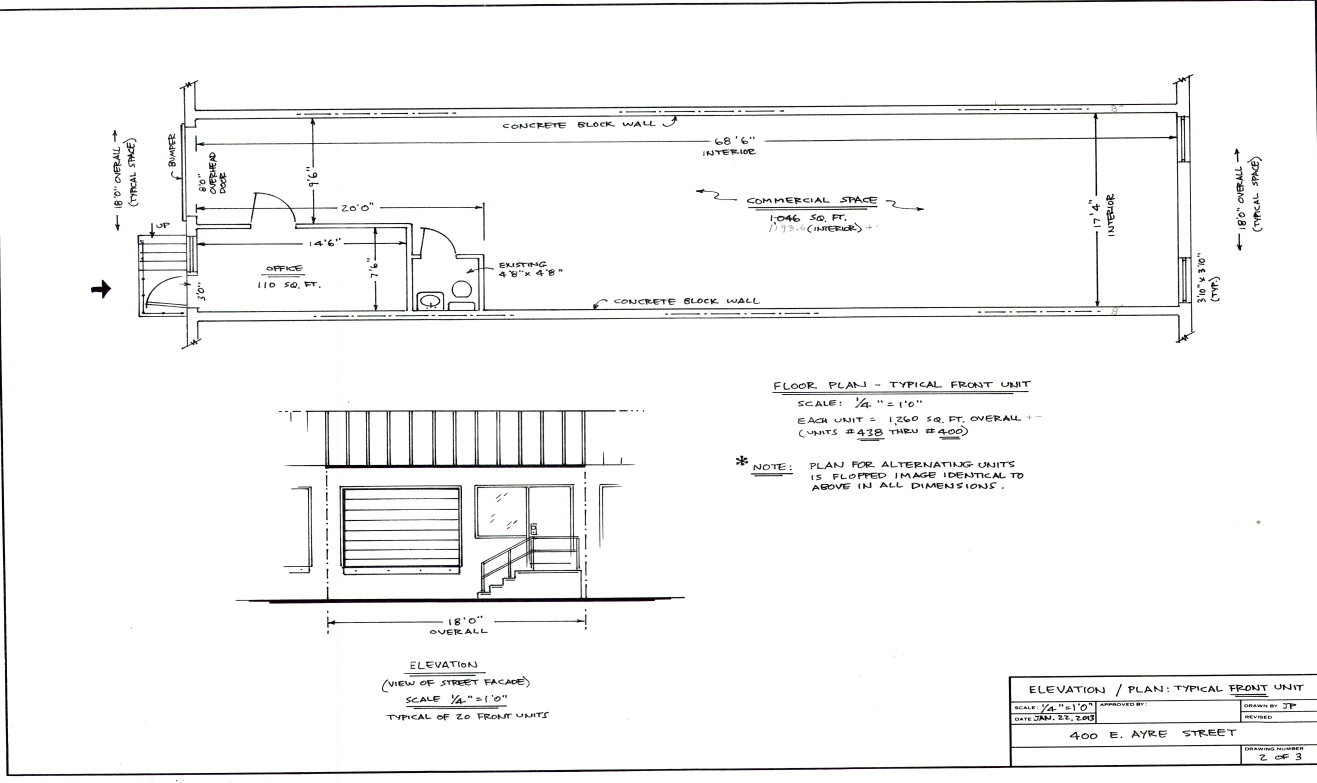 8"
CONCRETE BLOCK WALL
68'6"
INTERIOR
18'0" OVERALL
(TYPICAL SPACE)
BUMPER
8'0"
OVERHEAD
DOOR
9'6"
20'0"
COMMERCIAL SPACE
1046 SQ. FT.
1193.6 (INTERIOR) +-
17'4"
INTERIOR
18'0" OVERALL
(TYPICAL SPACE)
UP
14'6"
OFFICE
110 SQ. FT.
7'6"
EXISTING
4'8" x 4'8"
3'0"
CONCRETE BLOCK WALL
3'10" x 3'10"
(TYP.)
8"
FLOOR PLAN - TYPICAL FRONT UNIT
SCALE: 1/4" = 1'0"
EACH UNIT = 1,260 SQ. FT. OVERALL +-
(UNITS #438 THRU #400)
* NOTE: PLAN FOR ALTERNATING UNITS
IS FLOPPED IMAGE IDENTICAL TO
ABOVE IN ALL DIMENSIONS.
18'0"
OVERALL
ELEVATION
(VIEW OF STREET FACADE)
SCALE 1/4" = 1'0"
TYPICAL OF 20 FRONT UNITS
ELEVATION / PLAN: TYPICAL FRONT UNIT
SCALE: 1/4" = 1'0" APPROVED BY: DRAWN BY JP
DATE JAN. 22, 2013 REVISED
400 E. AYRE STREET
DRAWING NUMBER
2 OF 3